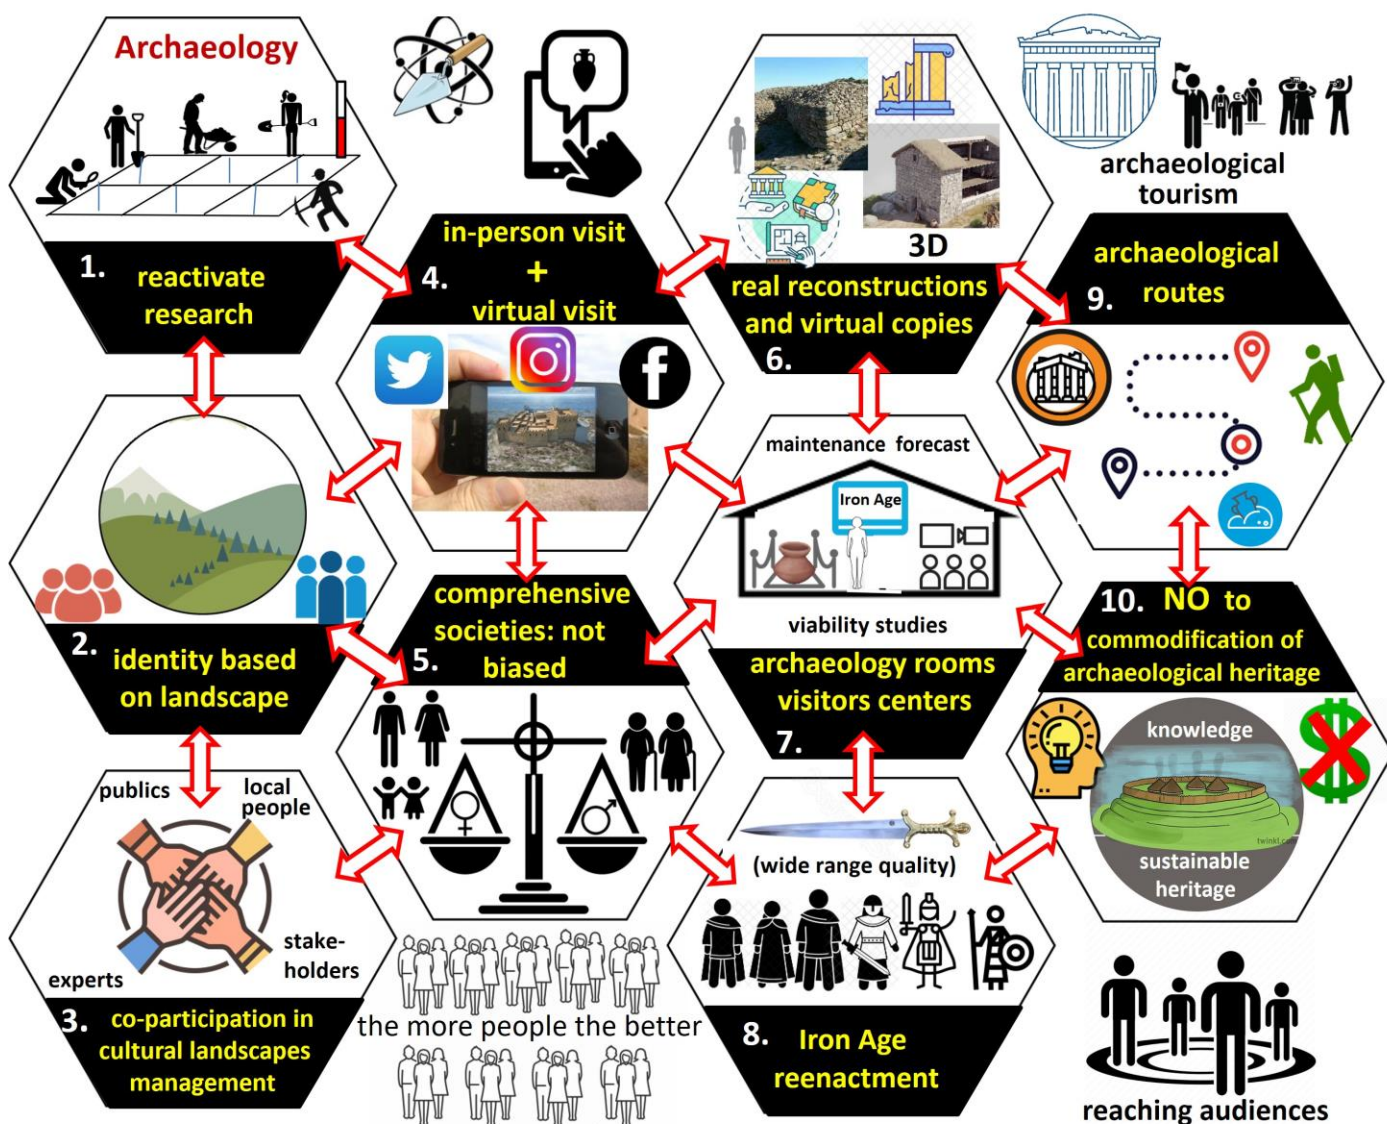 Archaeology
1.
reactivate
research
2.
identity based
on landscape
publics
local
people
experts
stake-
holders
3.
co-participation in
cultural landscapes
management
in-person visit
+
4.
virtual visit
comprehensive
societies: not
5.
biased
the more people the better
3D
real reconstructions
and virtual copies
6.
maintenance forecast
Iron Age
viability studies
archaeology rooms
visitors centers
7.
(wide range quality)
8.
Iron Age
reenactment
archaeological
tourism
archaeological
9.
routes
10. NO to
commodification of
archaeological heritage
knowledge
$
sustainable
heritage
reaching audiences